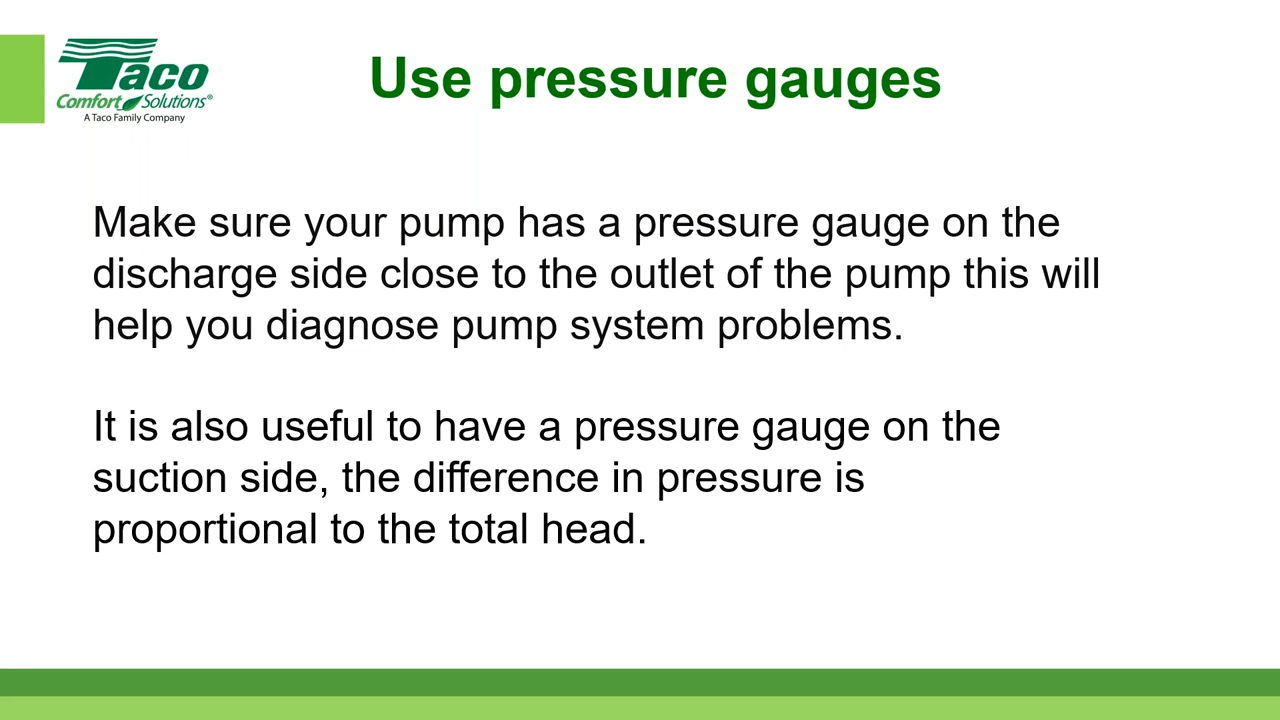 Taco
Comfort Solutions®
A Taco Family Company
Use pressure gauges
Make sure your pump has a pressure gauge on the
discharge side close to the outlet of the pump this will
help you diagnose pump system problems.
It is also useful to have a pressure gauge on the
suction side, the difference in pressure is
proportional to the total head.